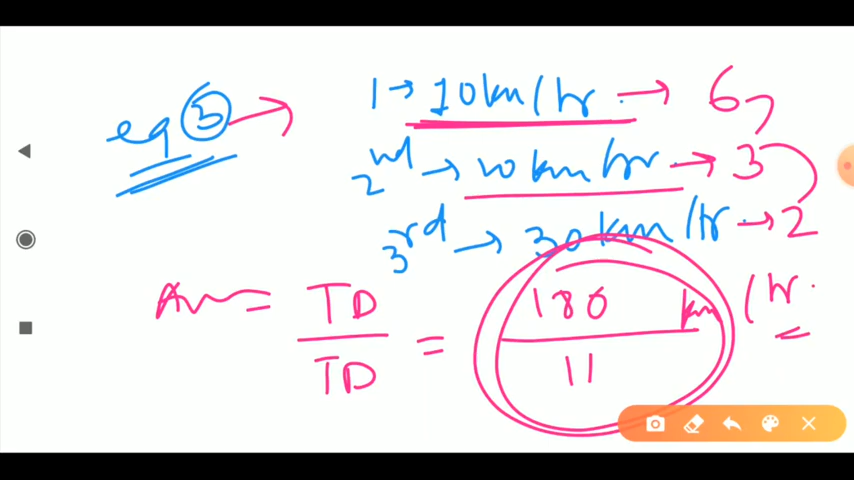 eq 3 →
1 → 10km/hr → 6
2nd → 20 km/hr → 3
3rd → 30 km/hr → 2
Av = TD/TD = 180/11 km/hr.